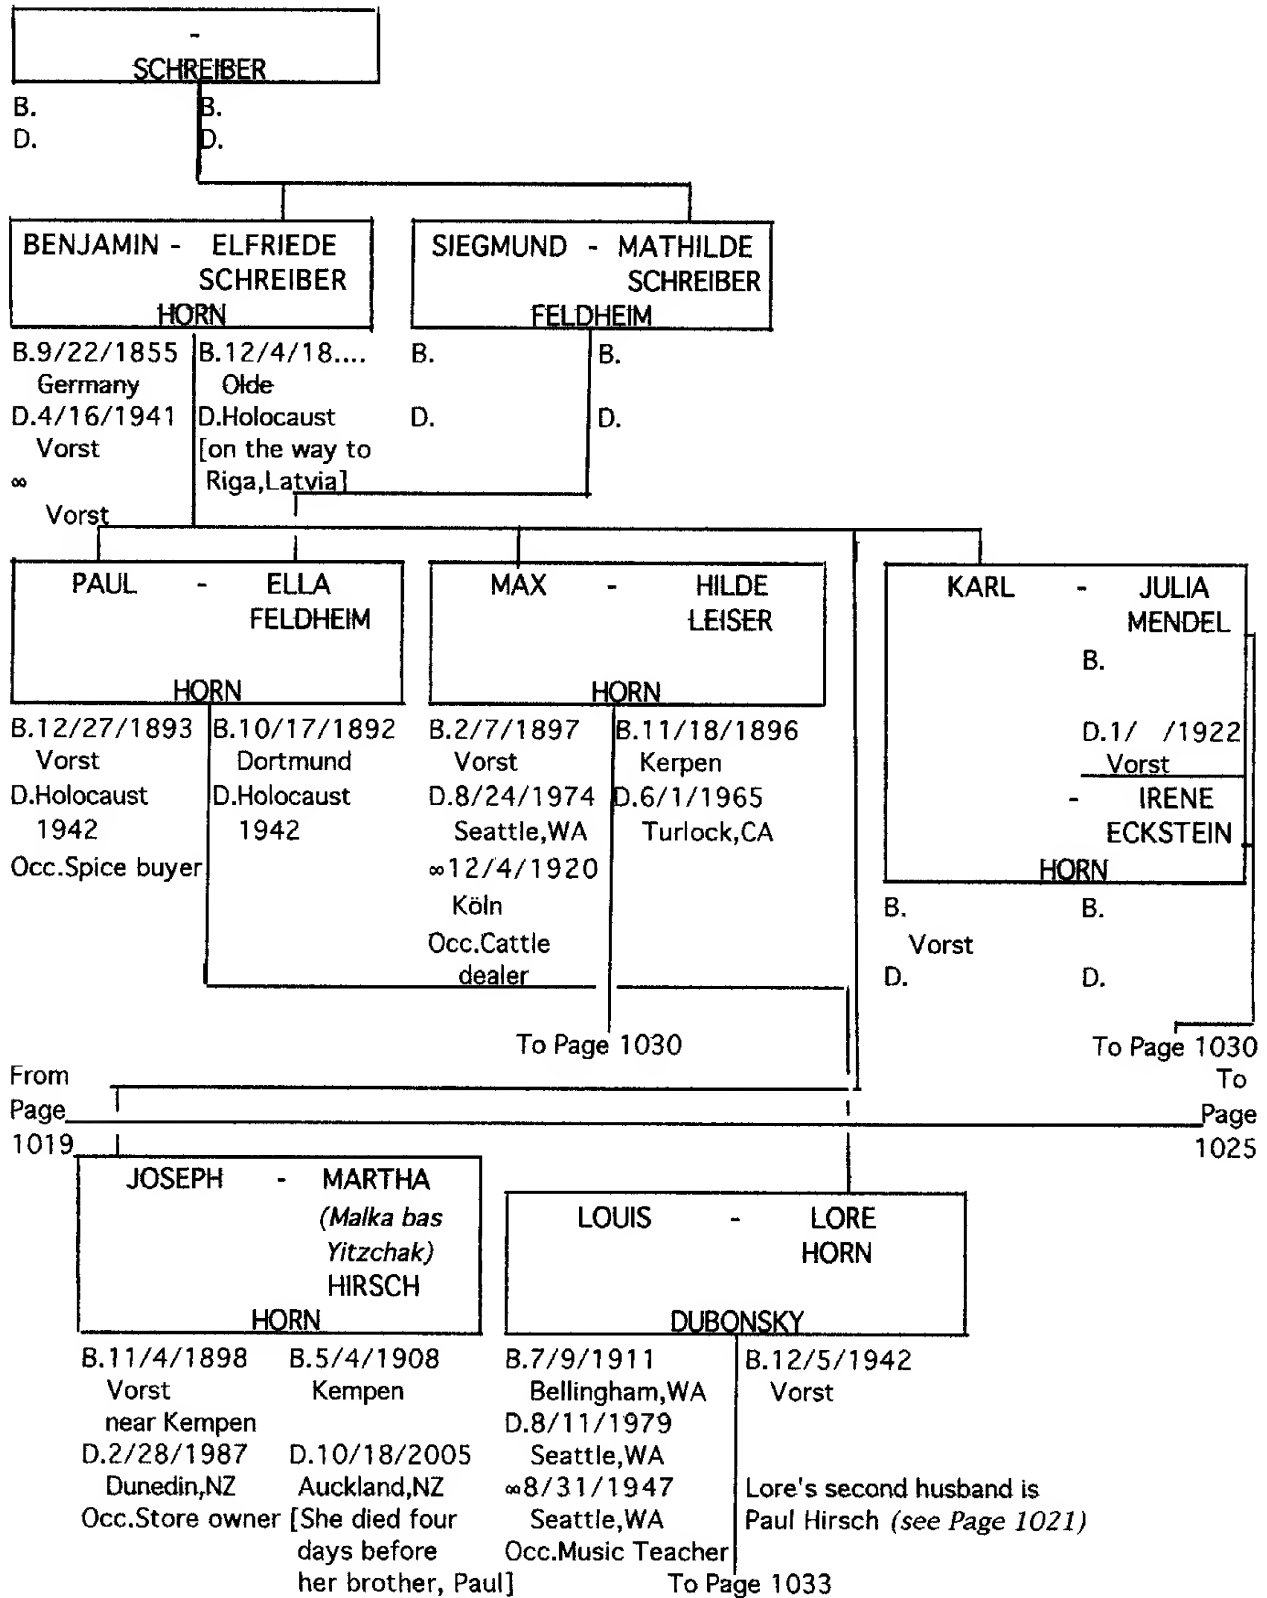 -
SCHREIBER
B. B.
D. D.
BENJAMIN - ELFRIEDE
SCHREIBER
HORN
B.9/22/1855 B.12/4/18....
Germany Olde
D.4/16/1941 D.Holocaust
Vorst [on the way to
∞ Riga,Latvia]
Vorst
SIEGMUND - MATHILDE
SCHREIBER
FELDHEIM
B. B.
D. D.
PAUL - ELLA
FELDHEIM
HORN
B.12/27/1893 B.10/17/1892
Vorst Dortmund
D.Holocaust D.Holocaust
1942 1942
Occ.Spice buyer
MAX - HILDE
LEISER
HORN
B.2/7/1897 B.11/18/1896
Vorst Kerpen
D.8/24/1974 D.6/1/1965
Seattle,WA Turlock,CA
∞12/4/1920
Köln
Occ.Cattle
dealer
To Page 1030
KARL - JULIA
MENDEL
B.
D.1/ /1922
Vorst
- IRENE
ECKSTEIN
HORN
B. B.
Vorst
D. D.
To Page 1030
From
Page
1019
To
Page
1025
JOSEPH - MARTHA
(Malka bas
Yitzchak)
HIRSCH
HORN
B.11/4/1898 B.5/4/1908
Vorst Kempen
near Kempen
D.2/28/1987 D.10/18/2005
Dunedin,NZ Auckland,NZ
Occ.Store owner [She died four
days before
her brother, Paul]
LOUIS - LORE
HORN
DUBONSKY
B.7/9/1911 B.12/5/1942
Bellingham,WA Vorst
D.8/11/1979
Seattle,WA
∞8/31/1947 Lore's second husband is
Seattle,WA Paul Hirsch (see Page 1021)
Occ.Music Teacher
To Page 1033